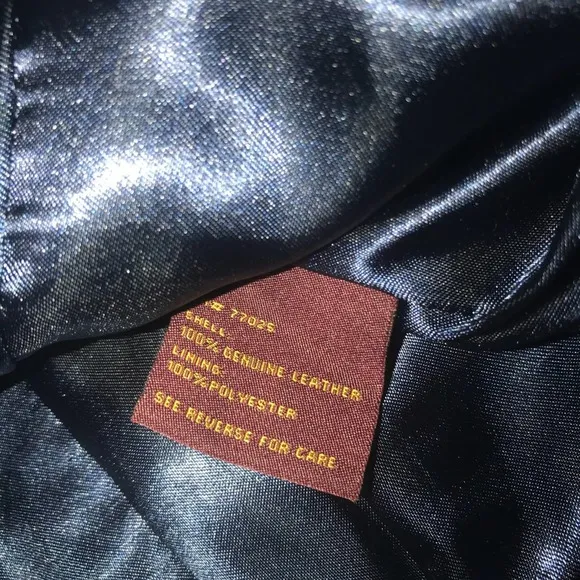 # 77025
SHELL
100% GENUINE LEATHER
LINING:
100%POLYESTER
SEE REVERSE FOR CARE